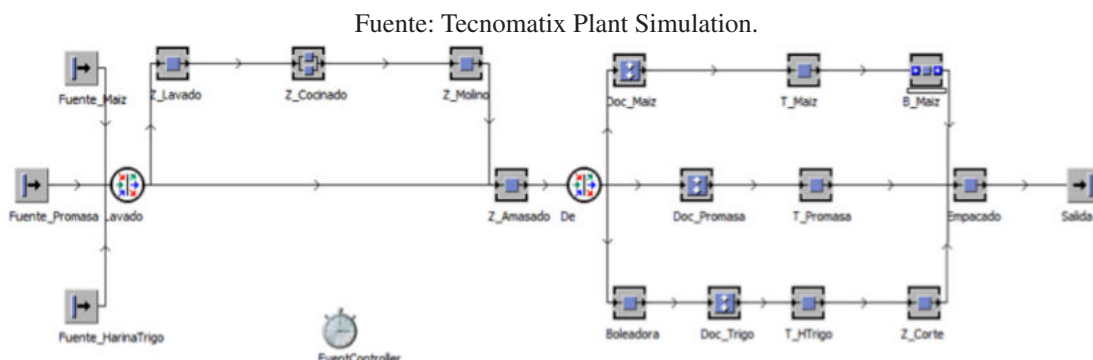 Fuente: Tecnomatix Plant Simulation.
Fuente_Maiz
Z_Lavado
Z_Cocinado
Z_Molino
Doc_Maiz
T_Maiz
B_Maiz
Fuente_Promasa
Lavado
Z_Amasado
De
Doc_Promasa
T_Promasa
Empacado
Salida
Fuente_HarinaTrigo
EventController
Boleadora
Doc_Trigo
T_HTrigo
Z_Corte